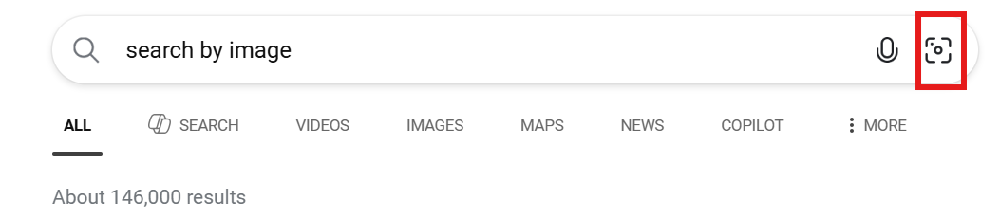 search by image
ALL SEARCH VIDEOS IMAGES MAPS NEWS COPILOT MORE
About 146,000 results